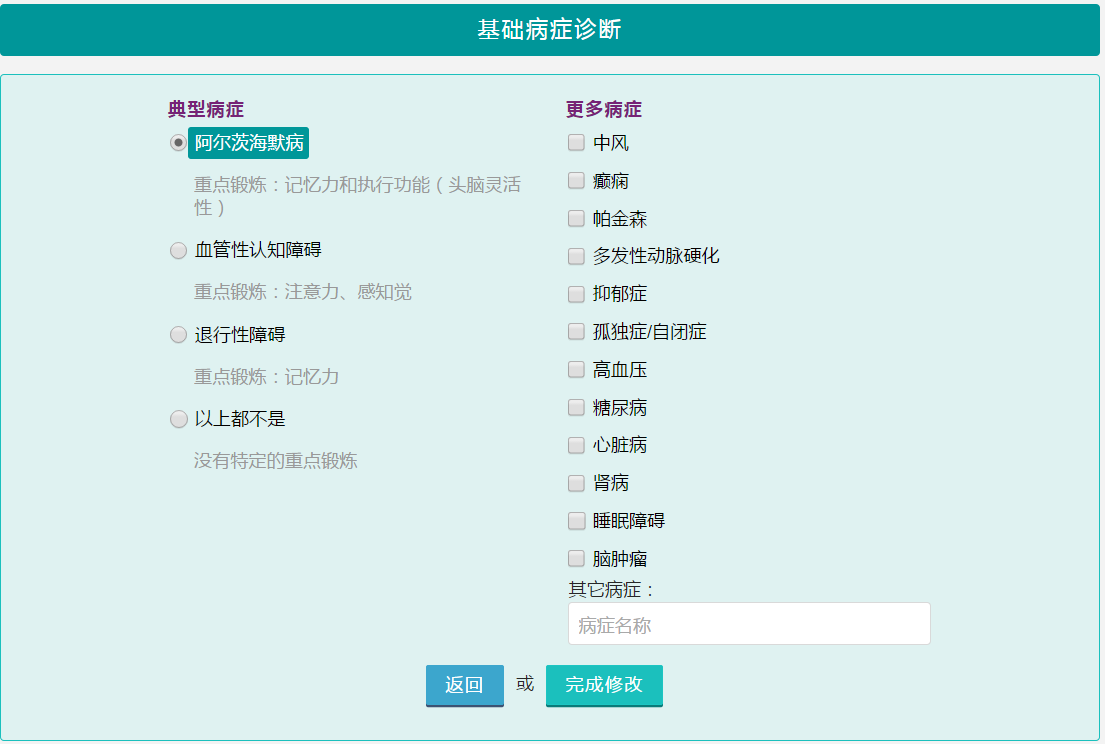 基础病症诊断
典型病症
阿尔茨海默病
重点锻炼：记忆力和执行功能（头脑灵活
性）
血管性认知障碍
重点锻炼：注意力、感知觉
退行性障碍
重点锻炼：记忆力
以上都不是
没有特定的重点锻炼
更多病症
中风
癫痫
帕金森
多发性动脉硬化
抑郁症
孤独症/自闭症
高血压
糖尿病
心脏病
肾病
睡眠障碍
脑肿瘤
其它病症：
病症名称
返回 或 完成修改